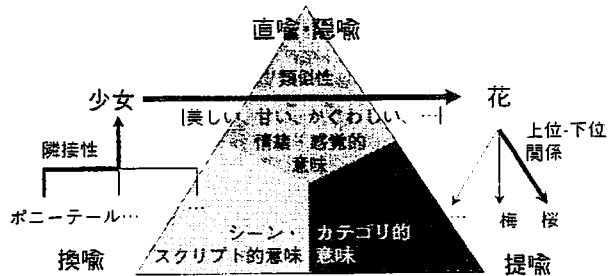 直喩・隠喩
類似性
少女
花
|美しい、甘い、かぐわしい、…|
情緒・感覚的
意味
隣接性
上位-下位
関係
ポニーテール…
…
…
梅
桜
シーン・
スクリプト的意味
カテゴリ的
意味
換喩
提喩